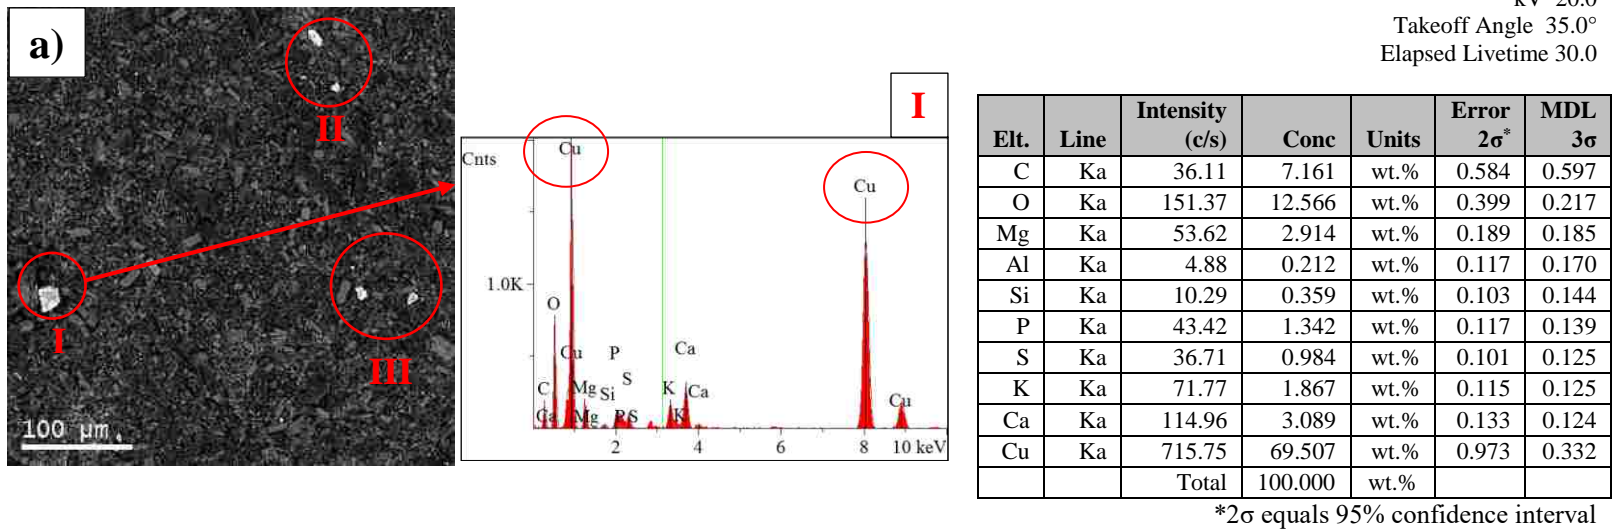 a)
II
I
III
100 µm
I
Cnts
Cu
Cu
1.0K
O
Cu
P
Ca
C
Mg
Si
S
K
Ca
Cu
Ca
Mg
P
S
K
2 4 6 8 10 keV
kV 20.0
Takeoff Angle 35.0°
Elapsed Livetime 30.0
Elt. Line Intensity (c/s) Conc Units Error 2σ* MDL 3σ
C Ka 36.11 7.161 wt.% 0.584 0.597
O Ka 151.37 12.566 wt.% 0.399 0.217
Mg Ka 53.62 2.914 wt.% 0.189 0.185
Al Ka 4.88 0.212 wt.% 0.117 0.170
Si Ka 10.29 0.359 wt.% 0.103 0.144
P Ka 43.42 1.342 wt.% 0.117 0.139
S Ka 36.71 0.984 wt.% 0.101 0.125
K Ka 71.77 1.867 wt.% 0.115 0.125
Ca Ka 114.96 3.089 wt.% 0.133 0.124
Cu Ka 715.75 69.507 wt.% 0.973 0.332
Total 100.000 wt.%
*2σ equals 95% confidence interval